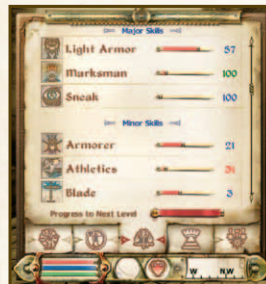 Major Skills
Light Armor 57
Marksman 100
Sneak 100
Minor Skills
Armorer 21
Athletics 31
Blade 3
Progress to Next Level
W NW